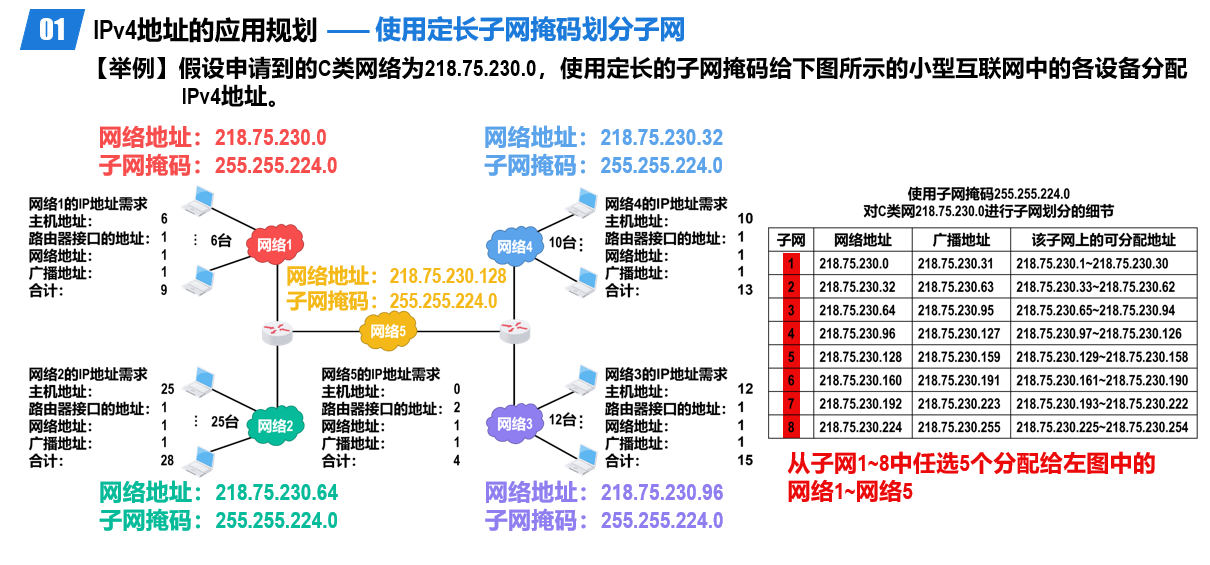 01 IPv4地址的应用规划 —— 使用定长子网掩码划分子网
【举例】假设申请到的C类网络为218.75.230.0，使用定长的子网掩码给下图所示的小型互联网中的各设备分配
IPv4地址。
网络地址：218.75.230.0
子网掩码：255.255.224.0
网络地址：218.75.230.32
子网掩码：255.255.224.0
网络1的IP地址需求
主机地址： 6
路由器接口的地址： 1
网络地址： 1
广播地址： 1
合计： 9
⋮ 6台
网络1
网络4
10台⋮
网络4的IP地址需求
主机地址： 10
路由器接口的地址： 1
网络地址： 1
广播地址： 1
合计： 13
网络地址：218.75.230.128
子网掩码：255.255.224.0
网络5
网络2的IP地址需求
主机地址： 25
路由器接口的地址： 1
网络地址： 1
广播地址： 1
合计： 28
⋮ 25台
网络2
网络5的IP地址需求
主机地址： 0
路由器接口的地址： 2
网络地址： 1
广播地址： 1
合计： 4
网络3
12台⋮
网络3的IP地址需求
主机地址： 12
路由器接口的地址： 1
网络地址： 1
广播地址： 1
合计： 15
网络地址：218.75.230.64
子网掩码：255.255.224.0
网络地址：218.75.230.96
子网掩码：255.255.224.0
使用子网掩码255.255.224.0
对C类网218.75.230.0进行子网划分的细节
子网 网络地址 广播地址 该子网上的可分配地址
1 218.75.230.0 218.75.230.31 218.75.230.1~218.75.230.30
2 218.75.230.32 218.75.230.63 218.75.230.33~218.75.230.62
3 218.75.230.64 218.75.230.95 218.75.230.65~218.75.230.94
4 218.75.230.96 218.75.230.127 218.75.230.97~218.75.230.126
5 218.75.230.128 218.75.230.159 218.75.230.129~218.75.230.158
6 218.75.230.160 218.75.230.191 218.75.230.161~218.75.230.190
7 218.75.230.192 218.75.230.223 218.75.230.193~218.75.230.222
8 218.75.230.224 218.75.230.255 218.75.230.225~218.75.230.254
从子网1~8中任选5个分配给左图中的
网络1~网络5